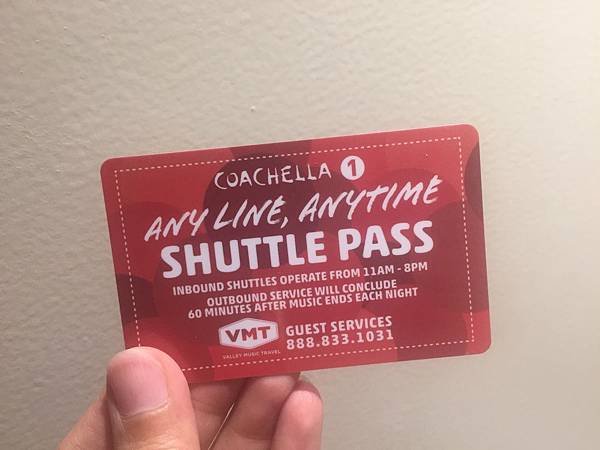 COACHELLA 1
ANY LINE, ANYTIME
SHUTTLE PASS
INBOUND SHUTTLES OPERATE FROM 11AM - 8PM
OUTBOUND SERVICE WILL CONCLUDE
60 MINUTES AFTER MUSIC ENDS EACH NIGHT
VMT
VALLEY MUSIC TRAVEL
GUEST SERVICES
888.833.1031